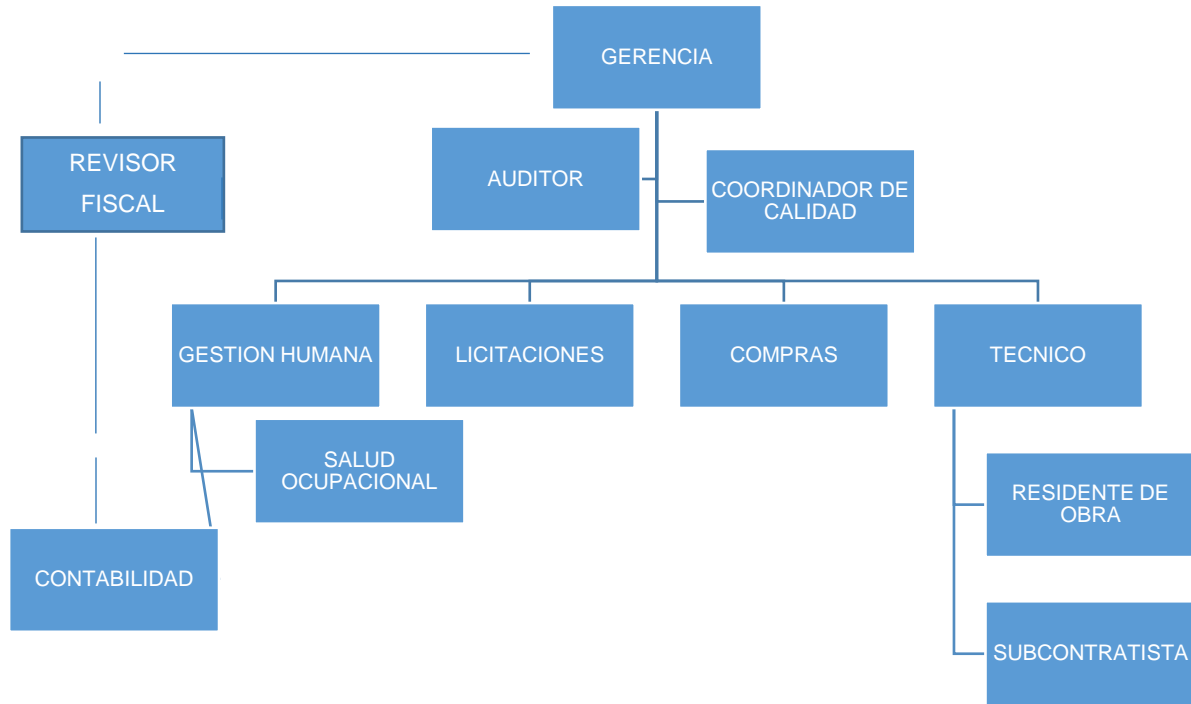 GERENCIA
REVISOR
FISCAL
AUDITOR
COORDINADOR DE
CALIDAD
GESTION HUMANA
LICITACIONES
COMPRAS
TECNICO
SALUD
OCUPACIONAL
RESIDENTE DE
OBRA
CONTABILIDAD
SUBCONTRATISTA